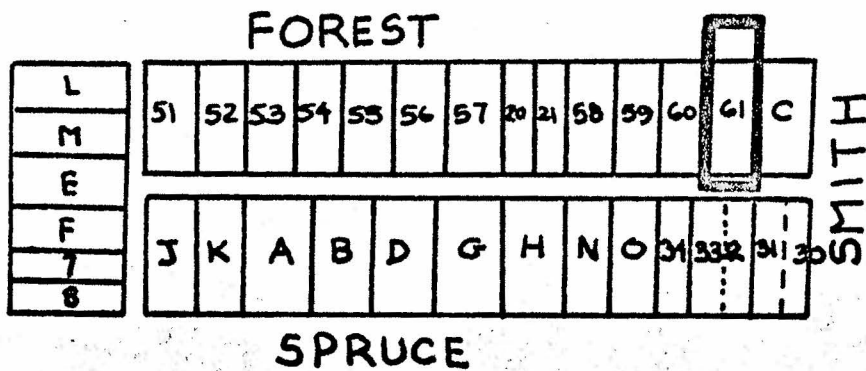 FOREST
L
M
E
F
7
8
51 52 53 54 55 56 57 20 21 58 59 60 61 C
J K A B D G H N O 34 33 32 31 30
SMITH
SPRUCE